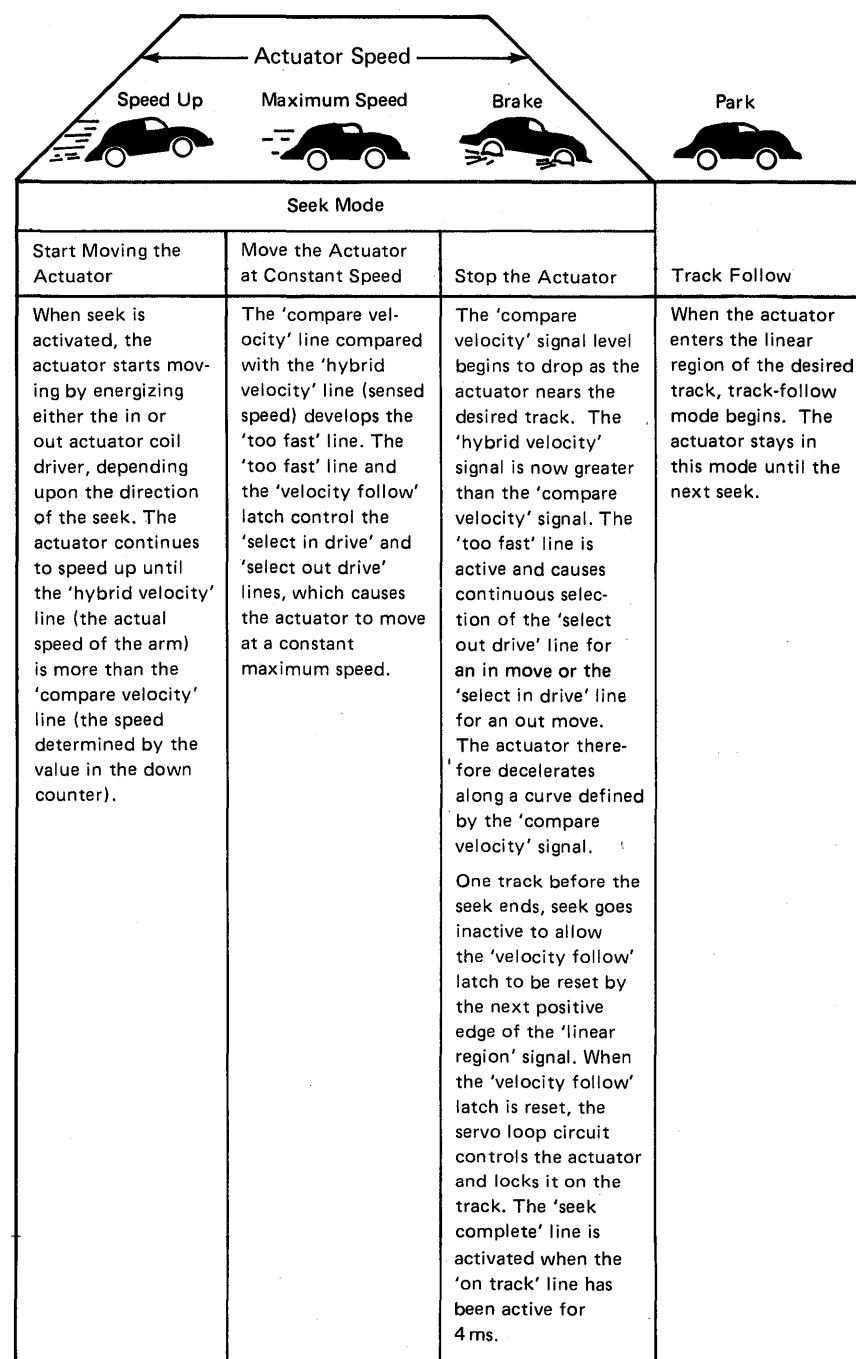 Actuator Speed
Speed Up
Maximum Speed
Brake
Park
Seek Mode
Start Moving the
Actuator
When seek is
activated, the
actuator starts mov-
ing by energizing
either the in or
out actuator coil
driver, depending
upon the direction
of the seek. The
actuator continues
to speed up until
the 'hybrid velocity'
line (the actual
speed of the arm)
is more than the
'compare velocity'
line (the speed
determined by the
value in the down
counter).
Move the Actuator
at Constant Speed
The 'compare vel-
ocity' line compared
with the 'hybrid
velocity' line (sensed
speed) develops the
'too fast' line. The
'too fast' line and
the 'velocity follow'
latch control the
'select in drive' and
'select out drive'
lines, which causes
the actuator to move
at a constant
maximum speed.
Stop the Actuator
The 'compare
velocity' signal level
begins to drop as the
actuator nears the
desired track. The
'hybrid velocity'
signal is now greater
than the 'compare
velocity' signal. The
'too fast' line is
active and causes
continuous selec-
tion of the 'select
out drive' line for
an in move or the
'select in drive' line
for an out move.
The actuator there-
fore decelerates
along a curve defined
by the 'compare
velocity' signal.
One track before the
seek ends, seek goes
inactive to allow
the 'velocity follow'
latch to be reset by
the next positive
edge of the 'linear
region' signal. When
the 'velocity follow'
latch is reset, the
servo loop circuit
controls the actuator
and locks it on the
track. The 'seek
complete' line is
activated when the
'on track' line has
been active for
4 ms.
Track Follow
When the actuator
enters the linear
region of the desired
track, track-follow
mode begins. The
actuator stays in
this mode until the
next seek.